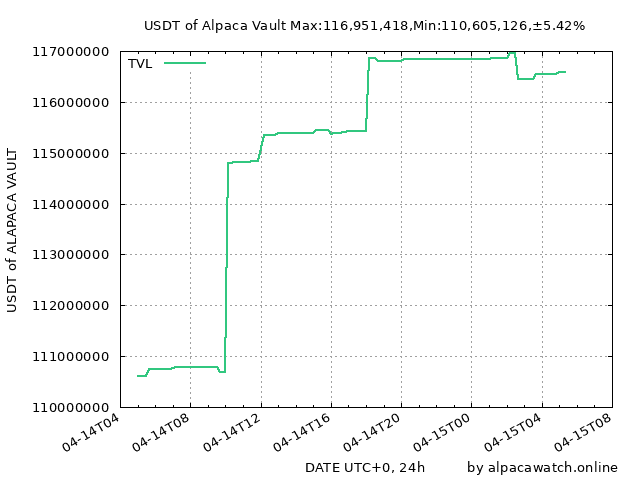 USDT of Alpaca Vault Max:116,951,418,Min:110,605,126,±5.42%
117000000
TVL
116000000
115000000
114000000
113000000
112000000
111000000
110000000
USDT of ALAPACA VAULT
04-14T04
04-14T08
04-14T12
04-14T16
04-14T20
04-15T00
04-15T04
04-15T08
DATE UTC+0, 24h
by alpacawatch.online